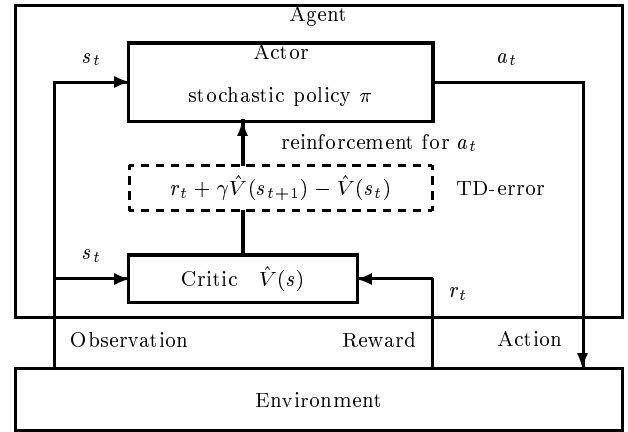 Agent
Actor
s_t
a_t
stochastic policy π
reinforcement for a_t
r_t + γV̂(s_{t+1}) − V̂(s_t)
TD-error
s_t
Critic V̂(s)
r_t
Observation
Reward
Action
Environment